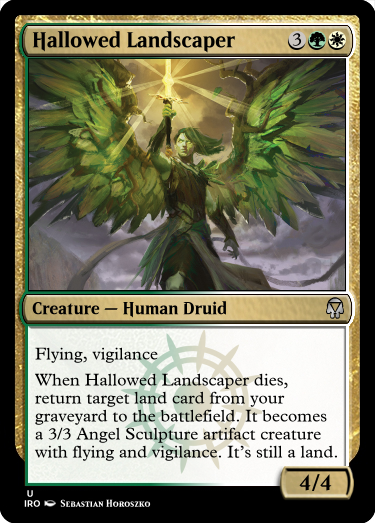 Hallowed Landscaper 3
Creature — Human Druid
Flying, vigilance
When Hallowed Landscaper dies,
return target land card from your
graveyard to the battlefield. It becomes
a 3/3 Angel Sculpture artifact creature
with flying and vigilance. It's still a land.
4/4
U
IRO Sebastian Horoszko